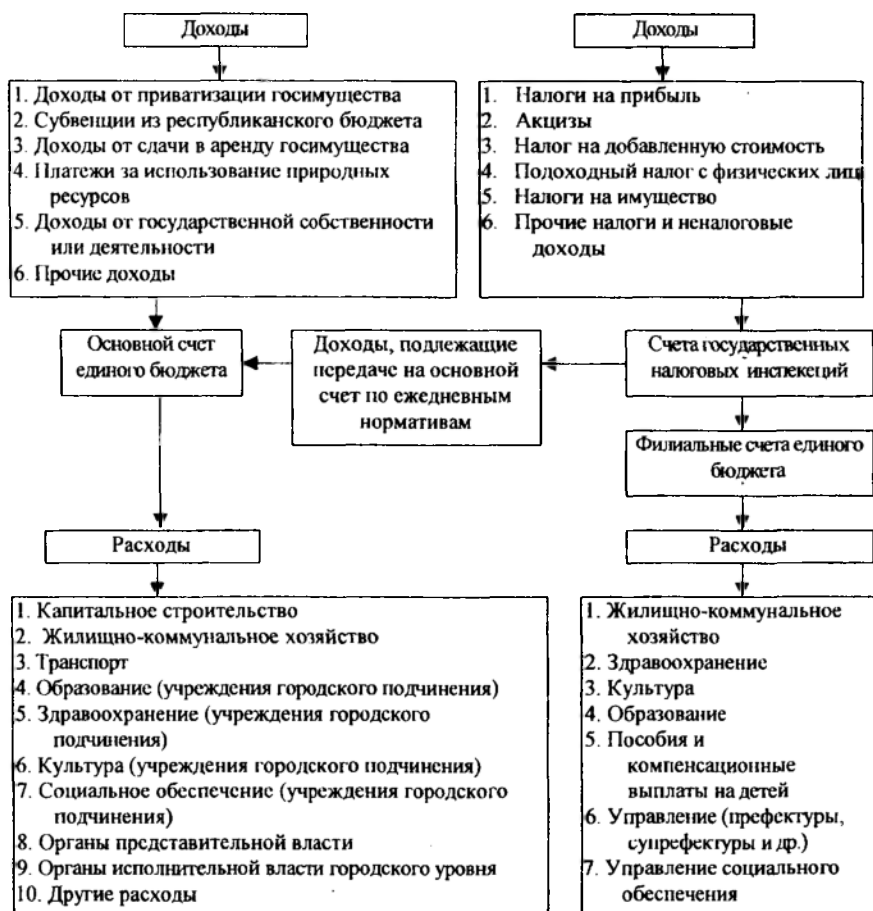 Доходы
1. Доходы от приватизации госимущества
2. Субвенции из республиканского бюджета
3. Доходы от сдачи в аренду госимущества
4. Платежи за использование природных
ресурсов
5. Доходы от государственной собственности
или деятельности
6. Прочие доходы
Доходы
1. Налоги на прибыль
2. Акцизы
3. Налог на добавленную стоимость
4. Подоходный налог с физических лиц
5. Налоги на имущество
6. Прочие налоги и неналоговые
доходы
Основной счет
единого бюджета
Доходы, подлежащие
передаче на основной
счет по ежедневным
нормативам
Счета государственных
налоговых инспекеций
Филиальные счета единого
бюджета
Расходы
1. Капитальное строительство
2. Жилищно-коммунальное хозяйство
3. Транспорт
4. Образование (учреждения городского подчинения)
5. Здравоохранение (учреждения городского
подчинения)
6. Культура (учреждения городского подчинения)
7. Социальное обеспечение (учреждения городского
подчинения)
8. Органы представительной власти
9. Органы исполнительной власти городского уровня
10. Другие расходы
Расходы
1. Жилищно-коммунальное
хозяйство
2. Здравоохранение
3. Культура
4. Образование
5. Пособия и
компенсационные
выплаты на детей
6. Управление (префектуры,
супрефектуры и др.)
7. Управление социального
обеспечения